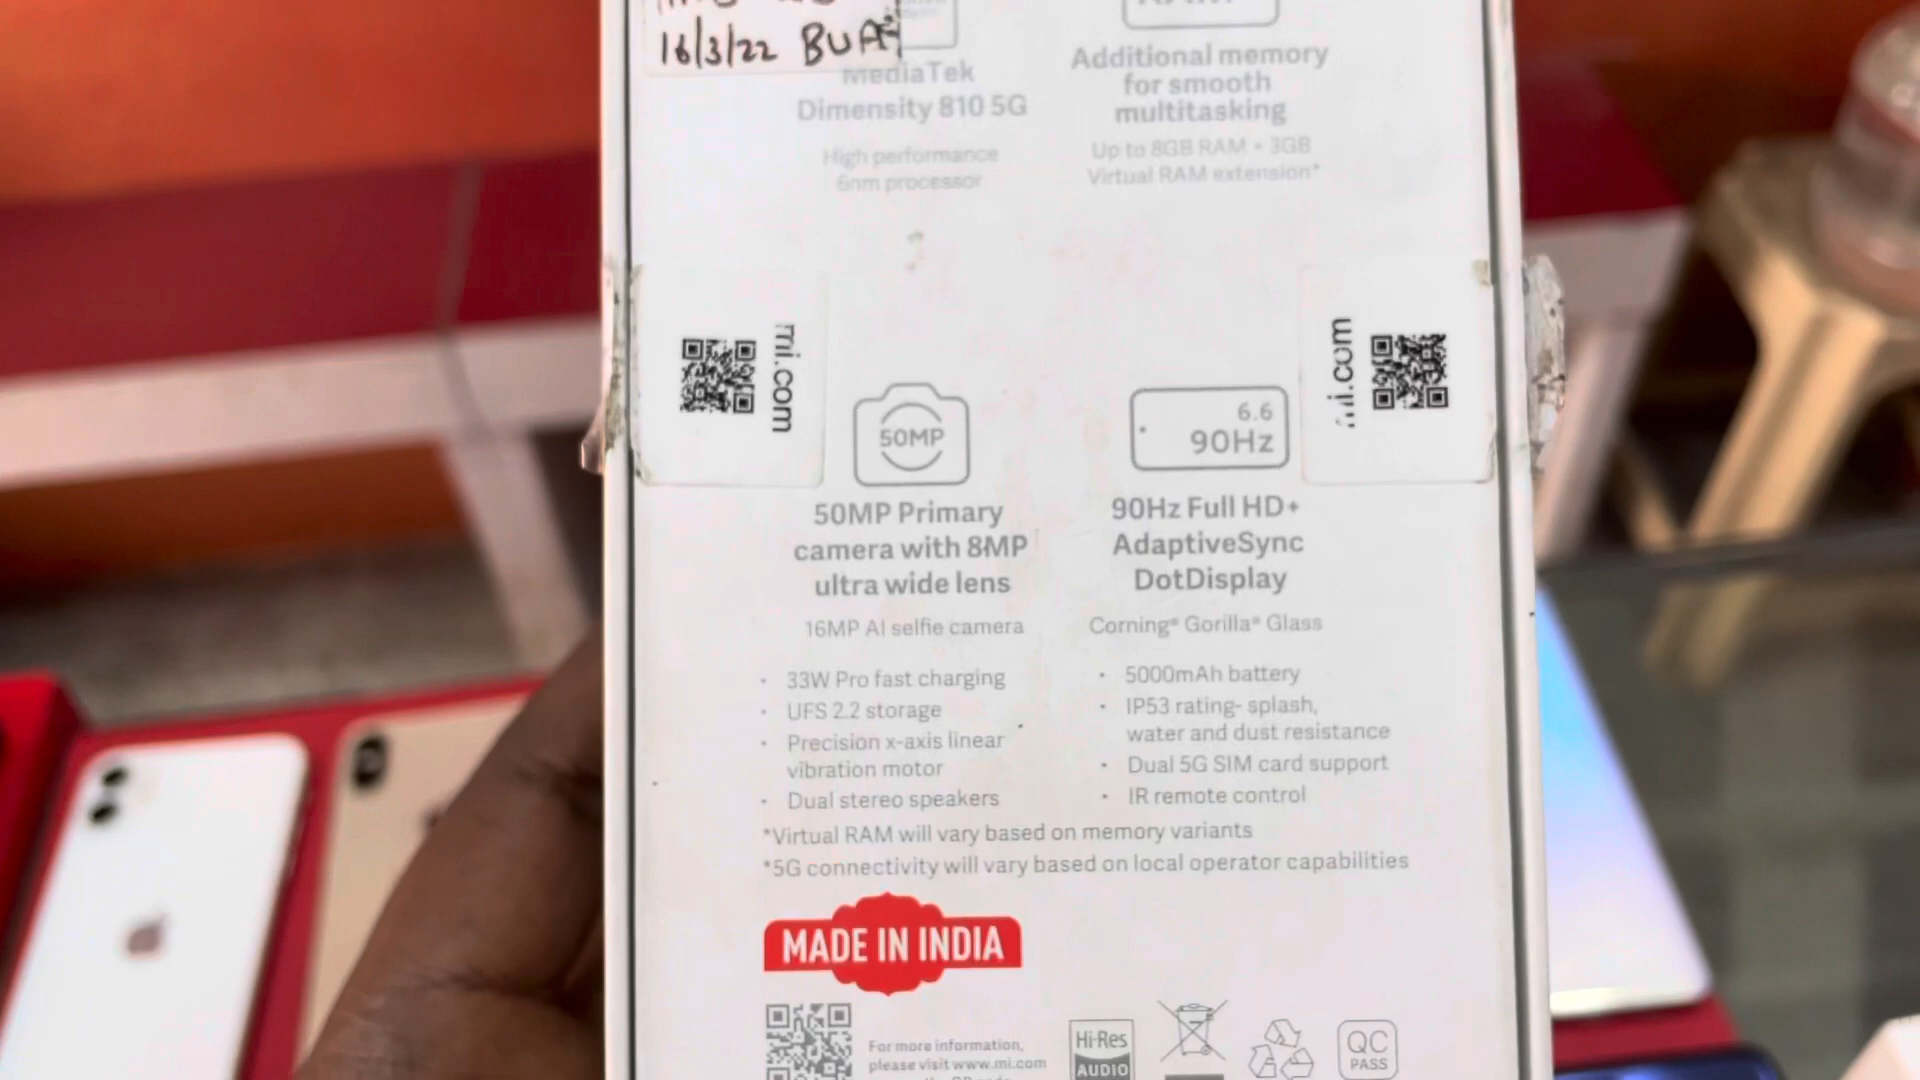 16/3/22 BUA
MediaTek
Dimensity 810 5G
High performance
6nm processor
Additional memory
for smooth
multitasking
Up to 8GB RAM + 3GB
Virtual RAM extension*
mi.com
mi.com
50MP
50MP Primary
camera with 8MP
ultra wide lens
16MP AI selfie camera
6.6
90Hz
90Hz Full HD+
AdaptiveSync
DotDisplay
Corning® Gorilla® Glass
• 33W Pro fast charging
• UFS 2.2 storage
• Precision x-axis linear
vibration motor
• Dual stereo speakers
• 5000mAh battery
• IP53 rating- splash,
water and dust resistance
• Dual 5G SIM card support
• IR remote control
*Virtual RAM will vary based on memory variants
*5G connectivity will vary based on local operator capabilities
MADE IN INDIA
For more information,
please visit www.mi.com
Hi-Res
AUDIO
QC
PASS